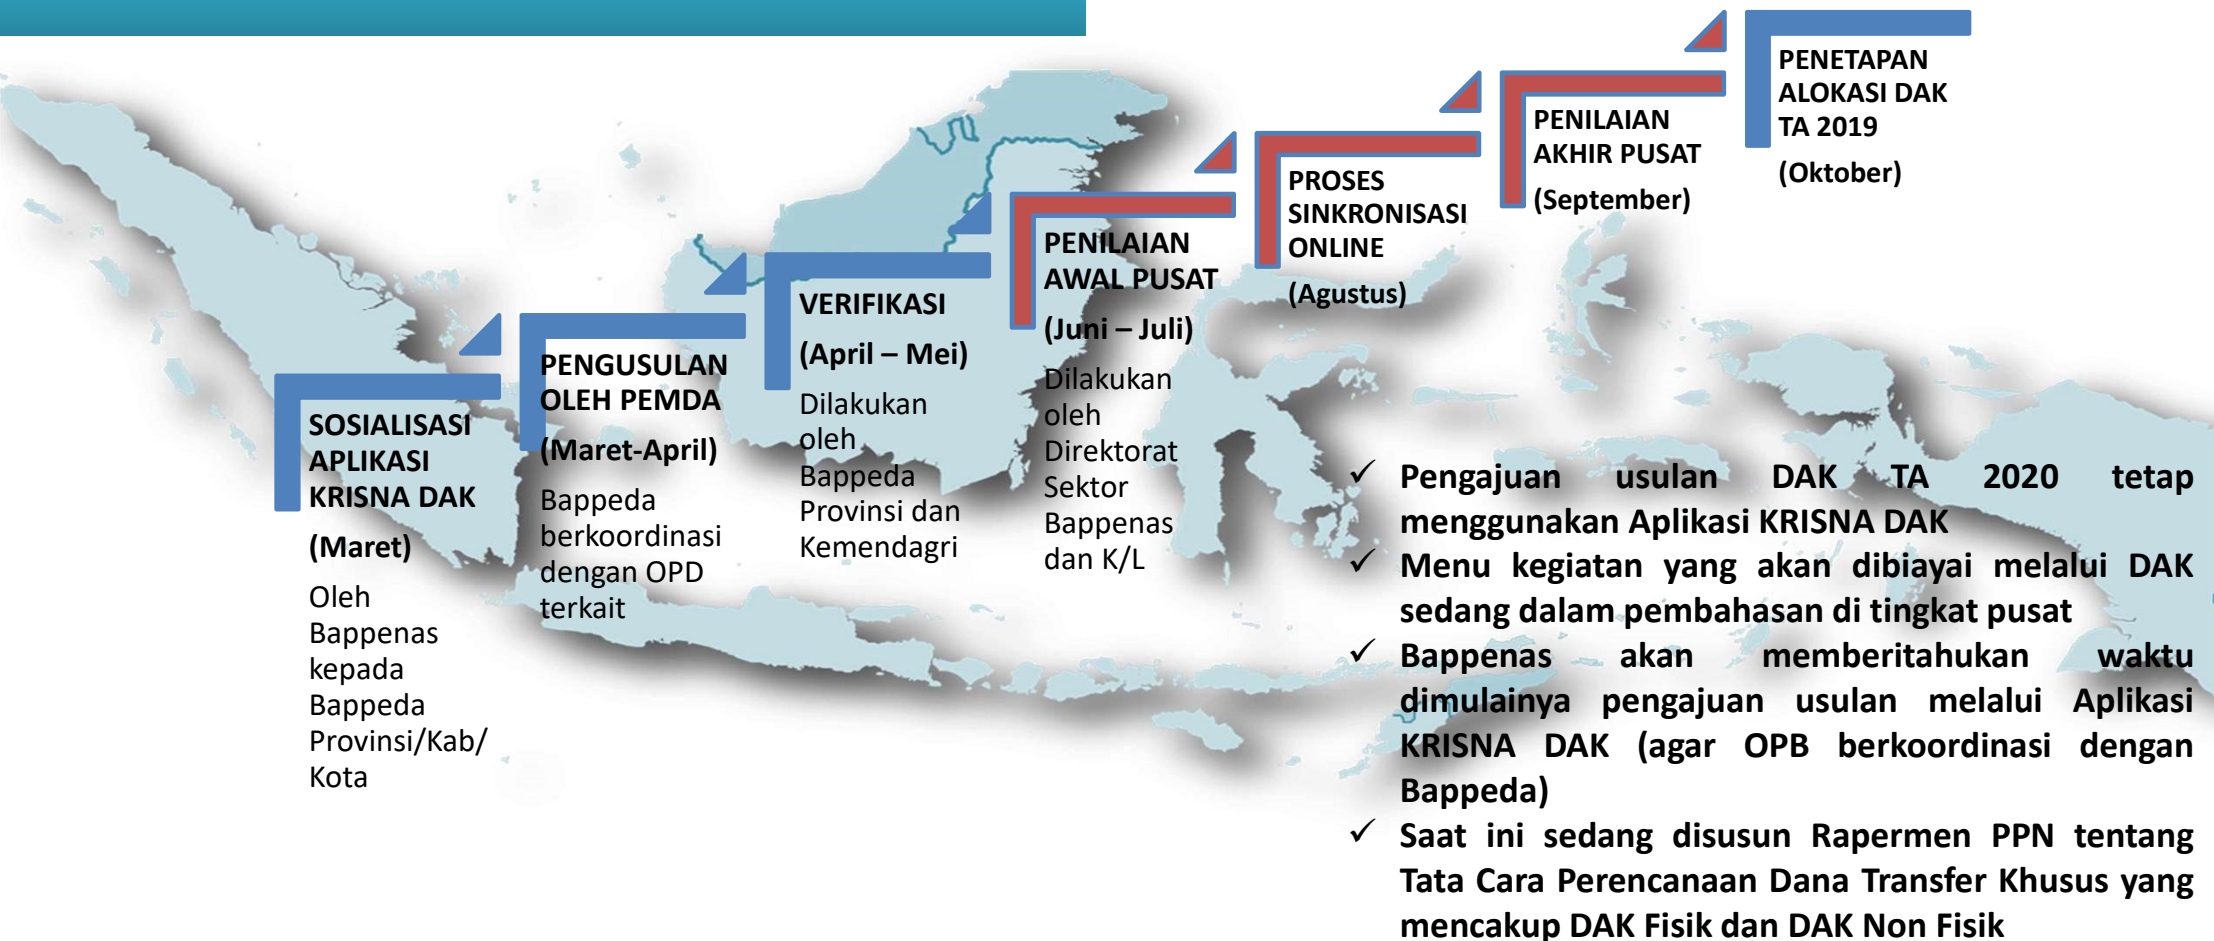 SOSIALISASI
APLIKASI
KRISNA DAK
(Maret)
Oleh
Bappenas
kepada
Bappeda
Provinsi/Kab/
Kota
PENGUSULAN
OLEH PEMDA
(Maret-April)
Bappeda
berkoordinasi
dengan OPD
terkait
VERIFIKASI
(April – Mei)
Dilakukan
oleh
Bappeda
Provinsi dan
Kemendagri
PENILAIAN
AWAL PUSAT
(Juni – Juli)
Dilakukan
oleh
Direktorat
Sektor
Bappenas
dan K/L
PROSES
SINKRONISASI
ONLINE
(Agustus)
PENILAIAN
AKHIR PUSAT
(September)
PENETAPAN
ALOKASI DAK
TA 2019
(Oktober)
✓ Pengajuan usulan DAK TA 2020 tetap
menggunakan Aplikasi KRISNA DAK
✓ Menu kegiatan yang akan dibiayai melalui DAK
sedang dalam pembahasan di tingkat pusat
✓ Bappenas akan memberitahukan waktu
dimulainya pengajuan usulan melalui Aplikasi
KRISNA DAK (agar OPB berkoordinasi dengan
Bappeda)
✓ Saat ini sedang disusun Rapermen PPN tentang
Tata Cara Perencanaan Dana Transfer Khusus yang
mencakup DAK Fisik dan DAK Non Fisik